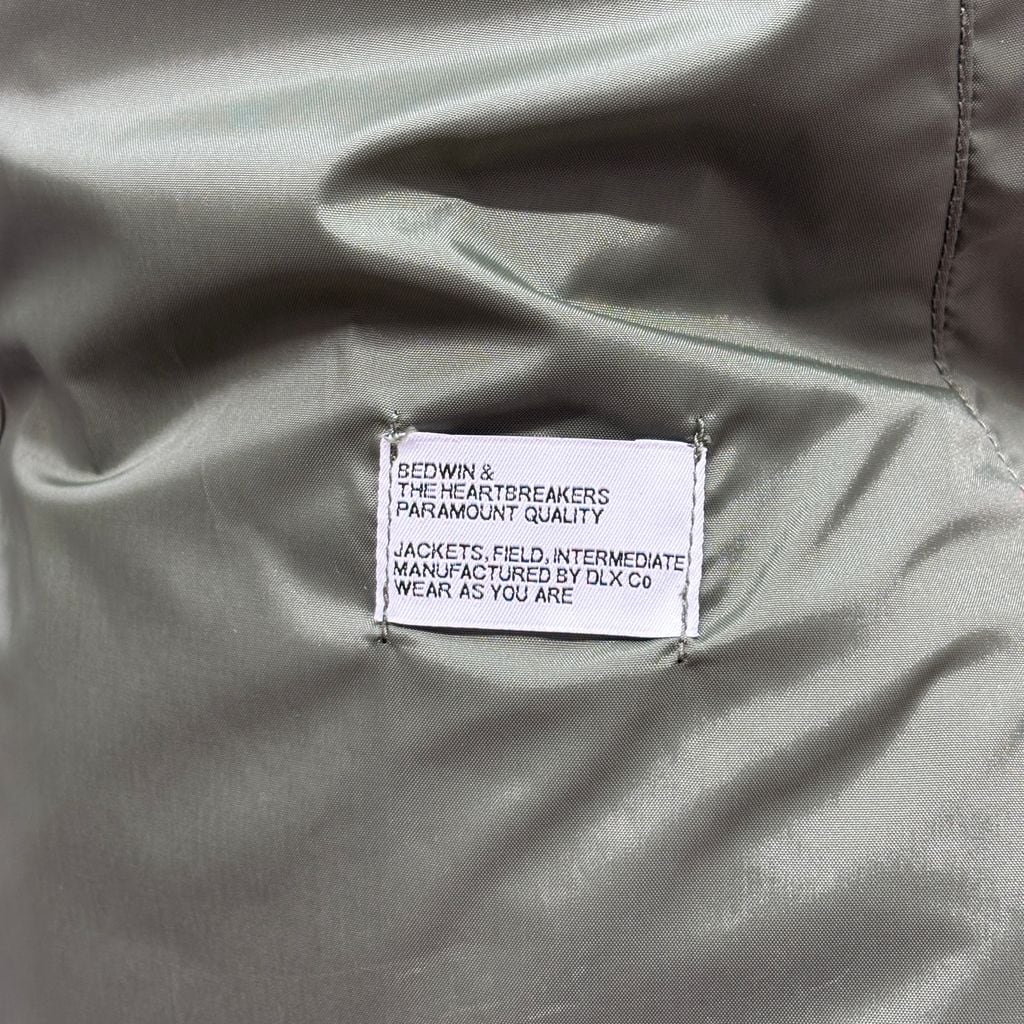 BEDWIN &
THE HEARTBREAKERS
PARAMOUNT QUALITY
JACKETS, FIELD, INTERMEDIATE
MANUFACTURED BY DLX Co
WEAR AS YOU ARE